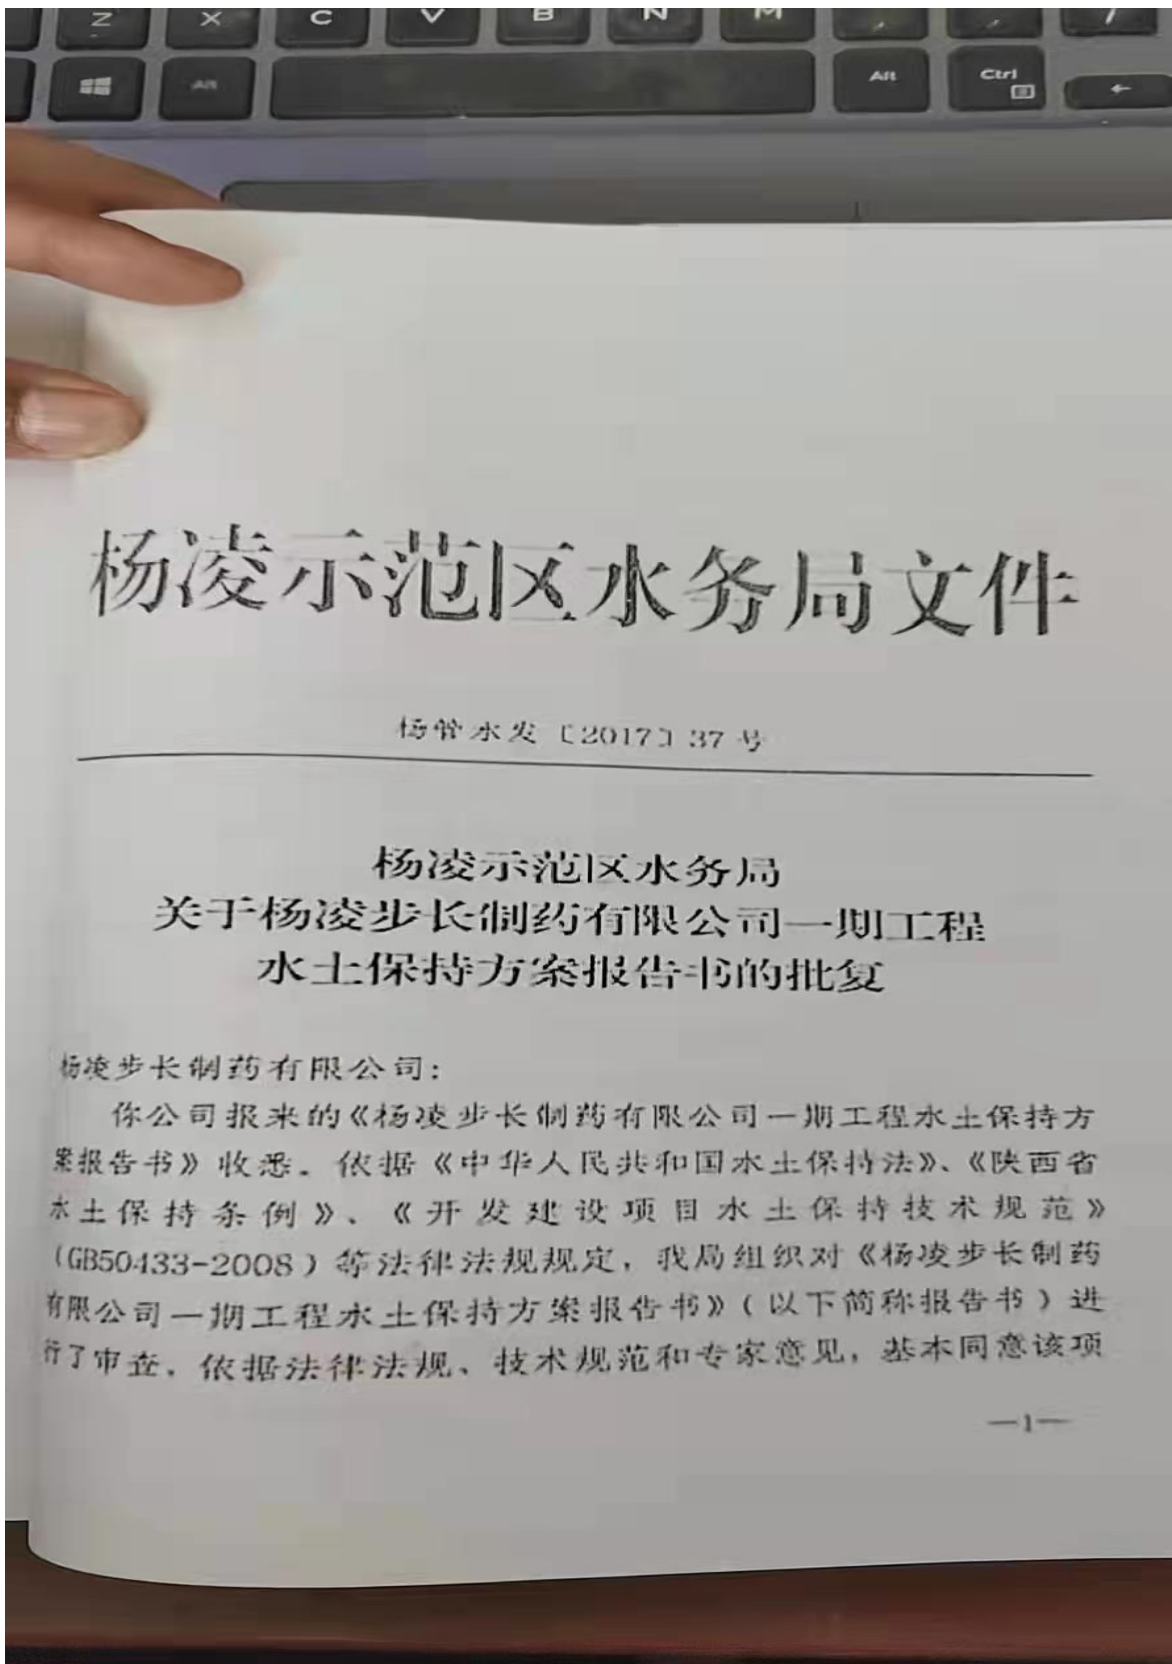 Z X C V B N M
Alt Alt Ctrl
杨凌示范区水务局文件
杨管水发〔2017〕37号
杨凌示范区水务局
关于杨凌步长制药有限公司一期工程
水土保持方案报告书的批复
杨凌步长制药有限公司：
你公司报来的《杨凌步长制药有限公司一期工程水土保持方
案报告书》收悉。依据《中华人民共和国水土保持法》、《陕西省
水土保持条例》、《开发建设项目水土保持技术规范》
（GB50433-2008）等法律法规规定，我局组织对《杨凌步长制药
有限公司一期工程水土保持方案报告书》（以下简称报告书）进
行了审查，依据法律法规、技术规范和专家意见，基本同意该项
—1—